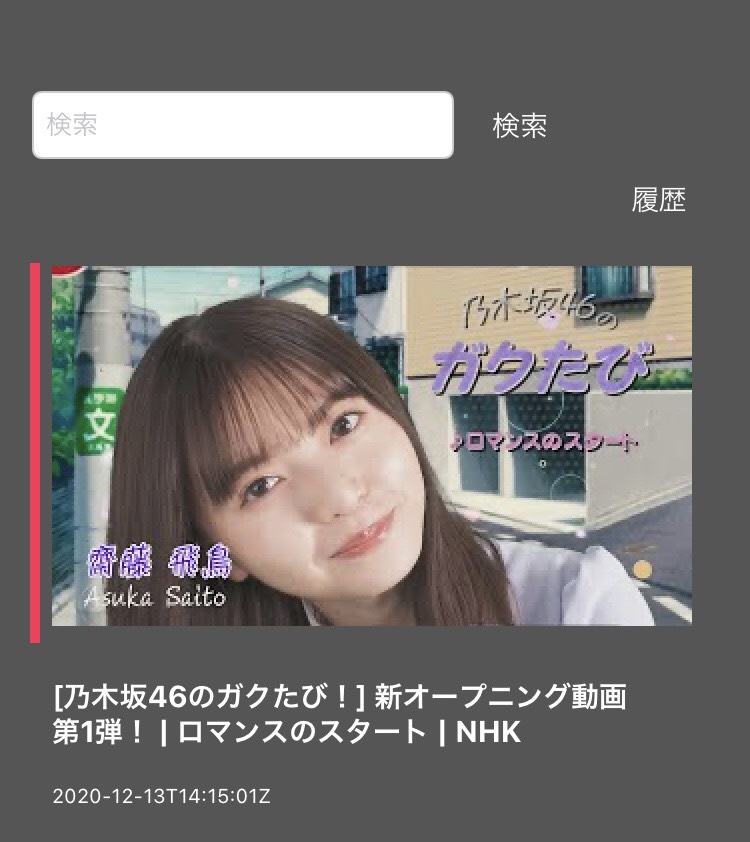 検索
検索
履歴
乃木坂46の
ガクたび
♪ロマンスのスタート
文
齋藤 飛鳥
Asuka Saito
[乃木坂46のガクたび！] 新オープニング動画
第1弾！ | ロマンスのスタート | NHK
2020-12-13T14:15:01Z